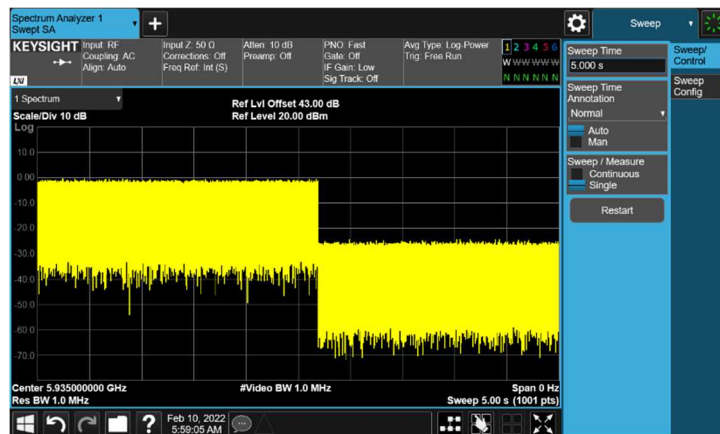 Spectrum Analyzer 1
Swept SA
+
KEYSIGHT
Input: RF
Coupling: AC
Align: Auto
Input Z: 50 Ω
Corrections: Off
Freq Ref: Int (S)
Atten: 10 dB
Preamp: Off
PNO: Fast
Gate: Off
IF Gain: Low
Sig Track: Off
Avg Type: Log-Power
Trig: Free Run
1 2 3 4 5 6
W W W W W W
N N N N N N
LXI
1 Spectrum
Scale/Div 10 dB
Ref Lvl Offset 43.00 dB
Ref Level 20.00 dBm
Log
10.0
0.00
-10.0
-20.0
-30.0
-40.0
-50.0
-60.0
-70.0
Center 5.935000000 GHz
Res BW 1.0 MHz
#Video BW 1.0 MHz
Span 0 Hz
Sweep 5.00 s (1001 pts)
?
Feb 10, 2022
5:59:05 AM
Sweep
Sweep Time
5.000 s
Sweep Time
Annotation
Normal
Auto
Man
Sweep / Measure
Continuous
Single
Restart
Sweep/
Control
Sweep
Config